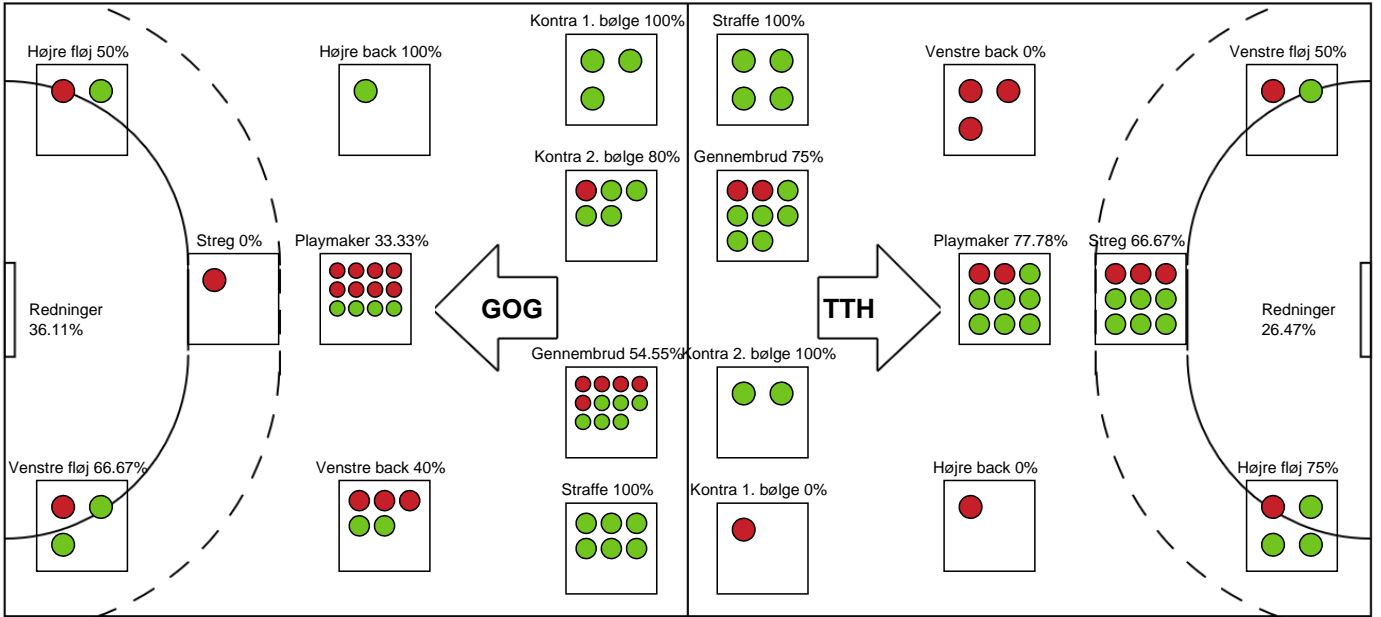 Kontra 1. bølge 100%
Straffe 100%
Højre fløj 50%
Højre back 100%
Venstre back 0%
Venstre fløj 50%
Kontra 2. bølge 80%
Gennembrud 75%
Streg 0%
Playmaker 33.33%
Playmaker 77.78%
Streg 66.67%
Redninger
36.11%
GOG
TTH
Redninger
26.47%
Gennembrud 54.55%
Kontra 2. bølge 100%
Venstre fløj 66.67%
Venstre back 40%
Højre back 0%
Højre fløj 75%
Straffe 100%
Kontra 1. bølge 0%